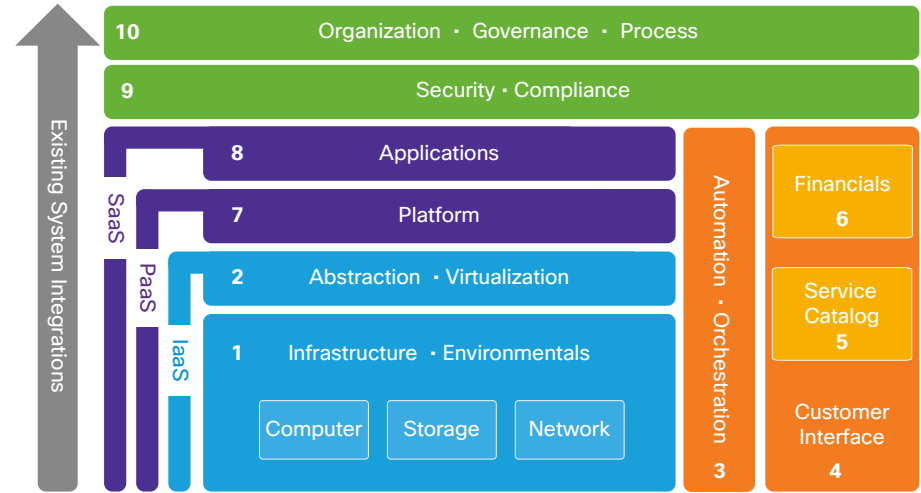 10 Organization · Governance · Process
9 Security · Compliance
Existing System Integrations
SaaS
PaaS
IaaS
8 Applications
7 Platform
2 Abstraction · Virtualization
1 Infrastructure · Environmentals
Computer Storage Network
Automation · Orchestration 3
Financials
6
Service
Catalog
5
Customer
Interface
4